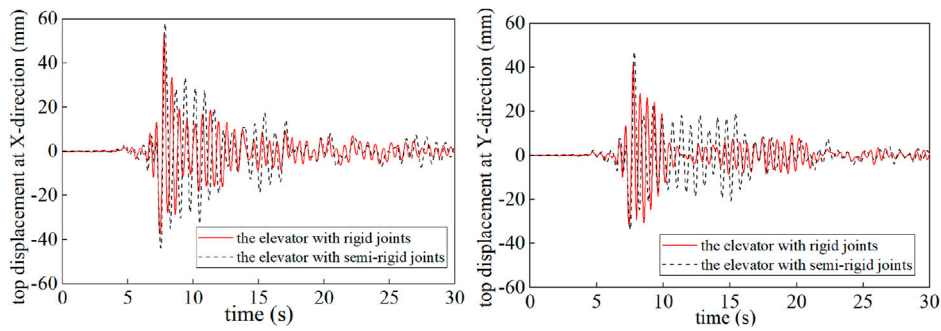 top displacement at X-direction (mm)
60
40
20
0
-20
-40
-60
the elevator with rigid joints
the elevator with semi-rigid joints
0 5 10 15 20 25 30
time (s)
top displacement at Y-direction (mm)
60
40
20
0
-20
-40
-60
the elevator with rigid joints
the elevator with semi-rigid joints
0 5 10 15 20 25 30
time (s)